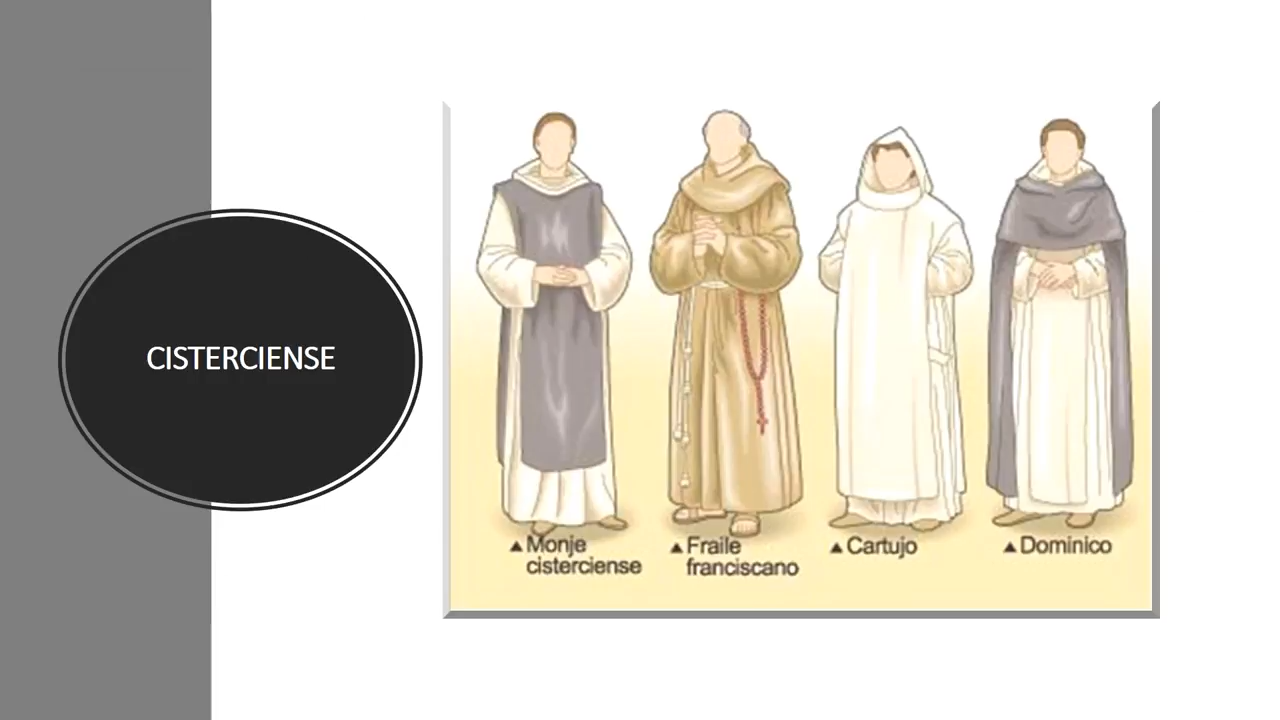 CISTERCIENSE
▲Monje
cisterciense
▲Fraile
franciscano
▲Cartujo
▲Dominico